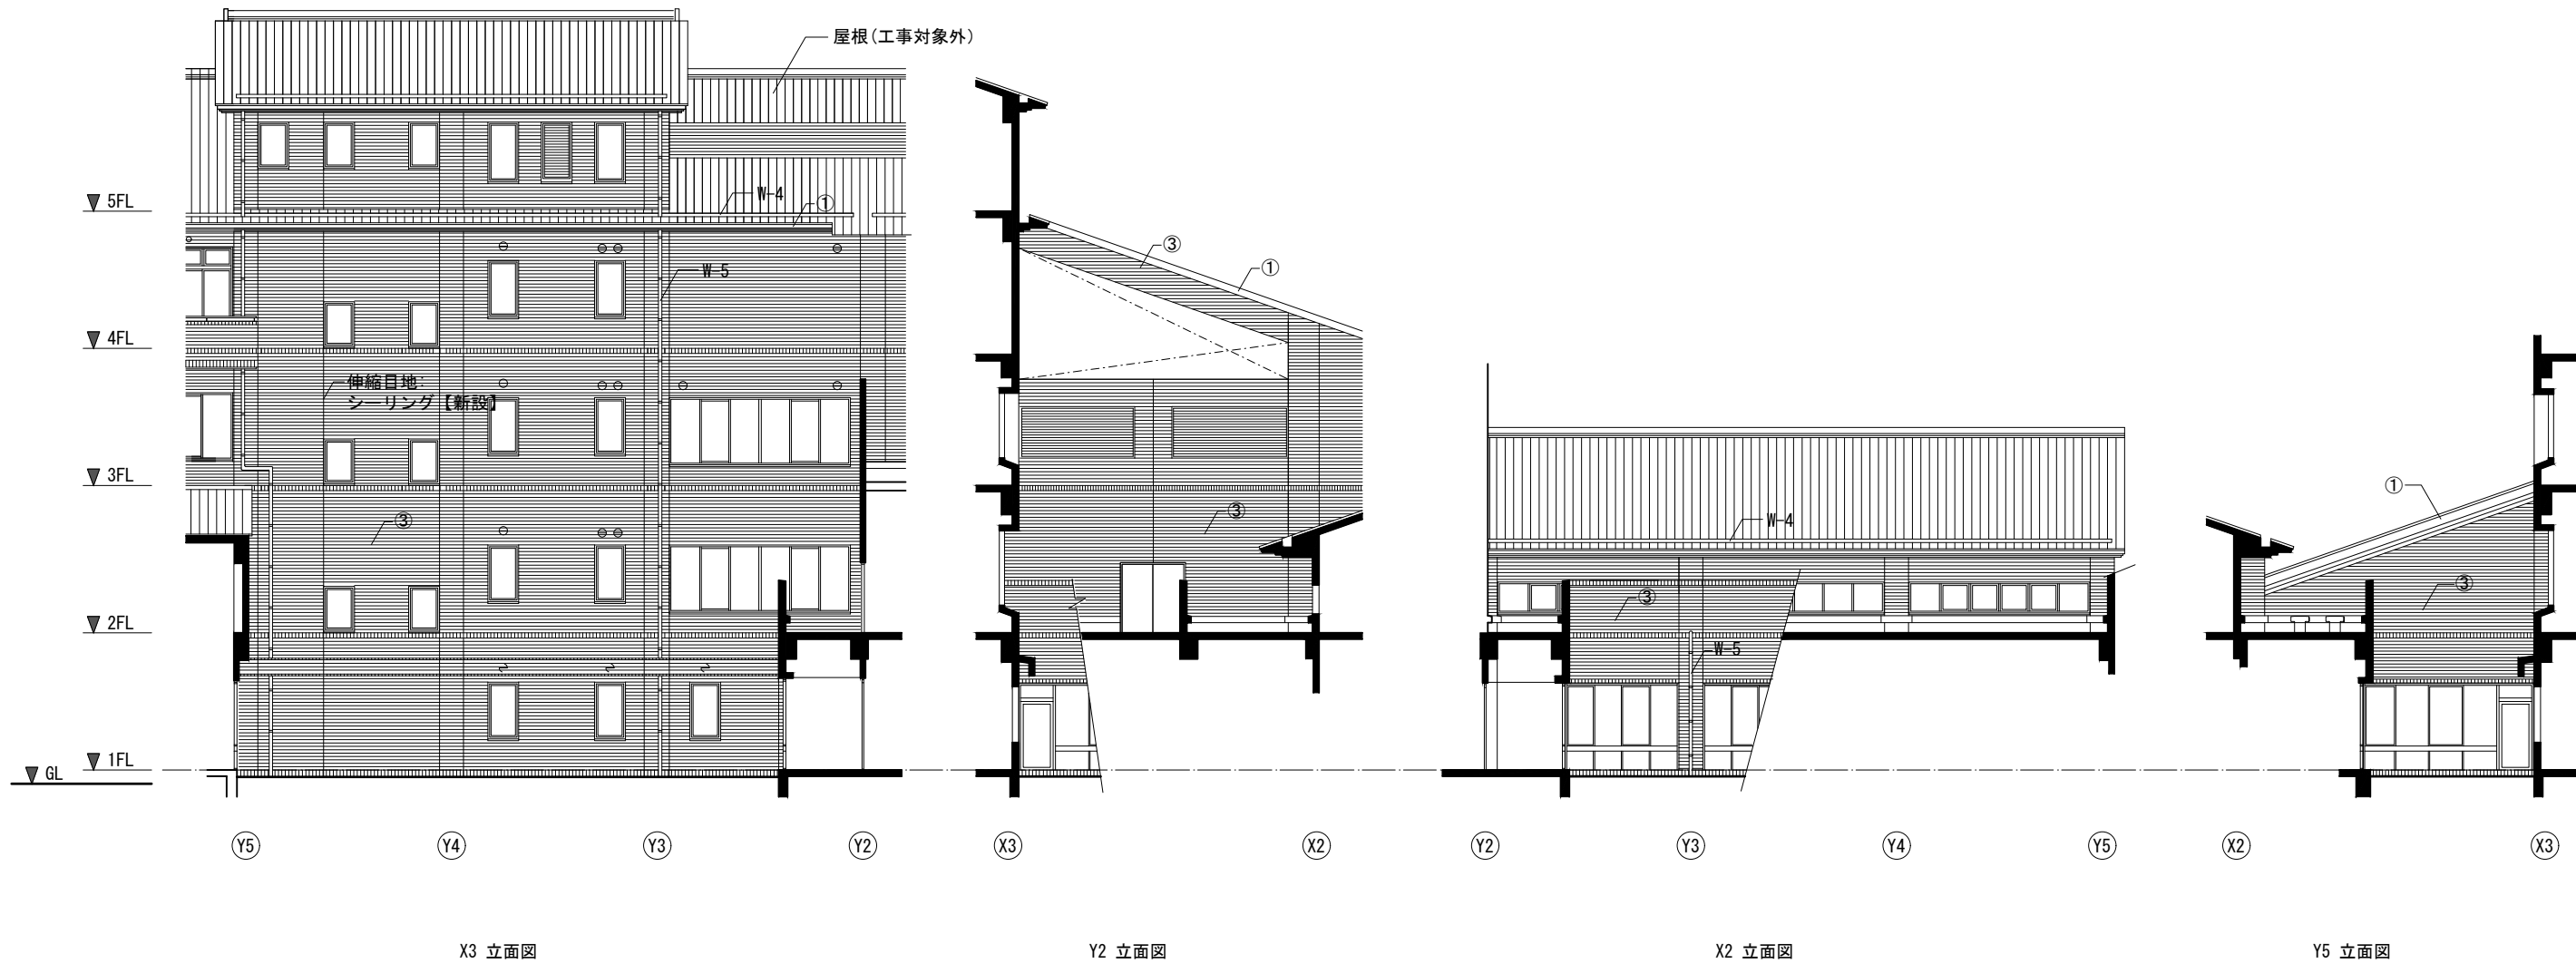 屋根(工事対象外)
W-4
①
▼ 5FL
W-5
▼ 4FL
伸縮目地:
シーリング【新設】
▼ 3FL
③
▼ 2FL
▼ 1FL
▼ GL
Y5
Y4
Y3
Y2
X3 立面図
③
①
③
X3
X2
Y2 立面図
W-4
③
W-5
Y2
Y3
Y4
Y5
X2 立面図
①
③
X2
X3
Y5 立面図